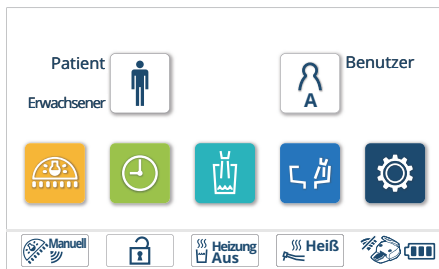 Patient
Erwachsener
Benutzer
A
Manuell
Heizung
Aus
Heiß